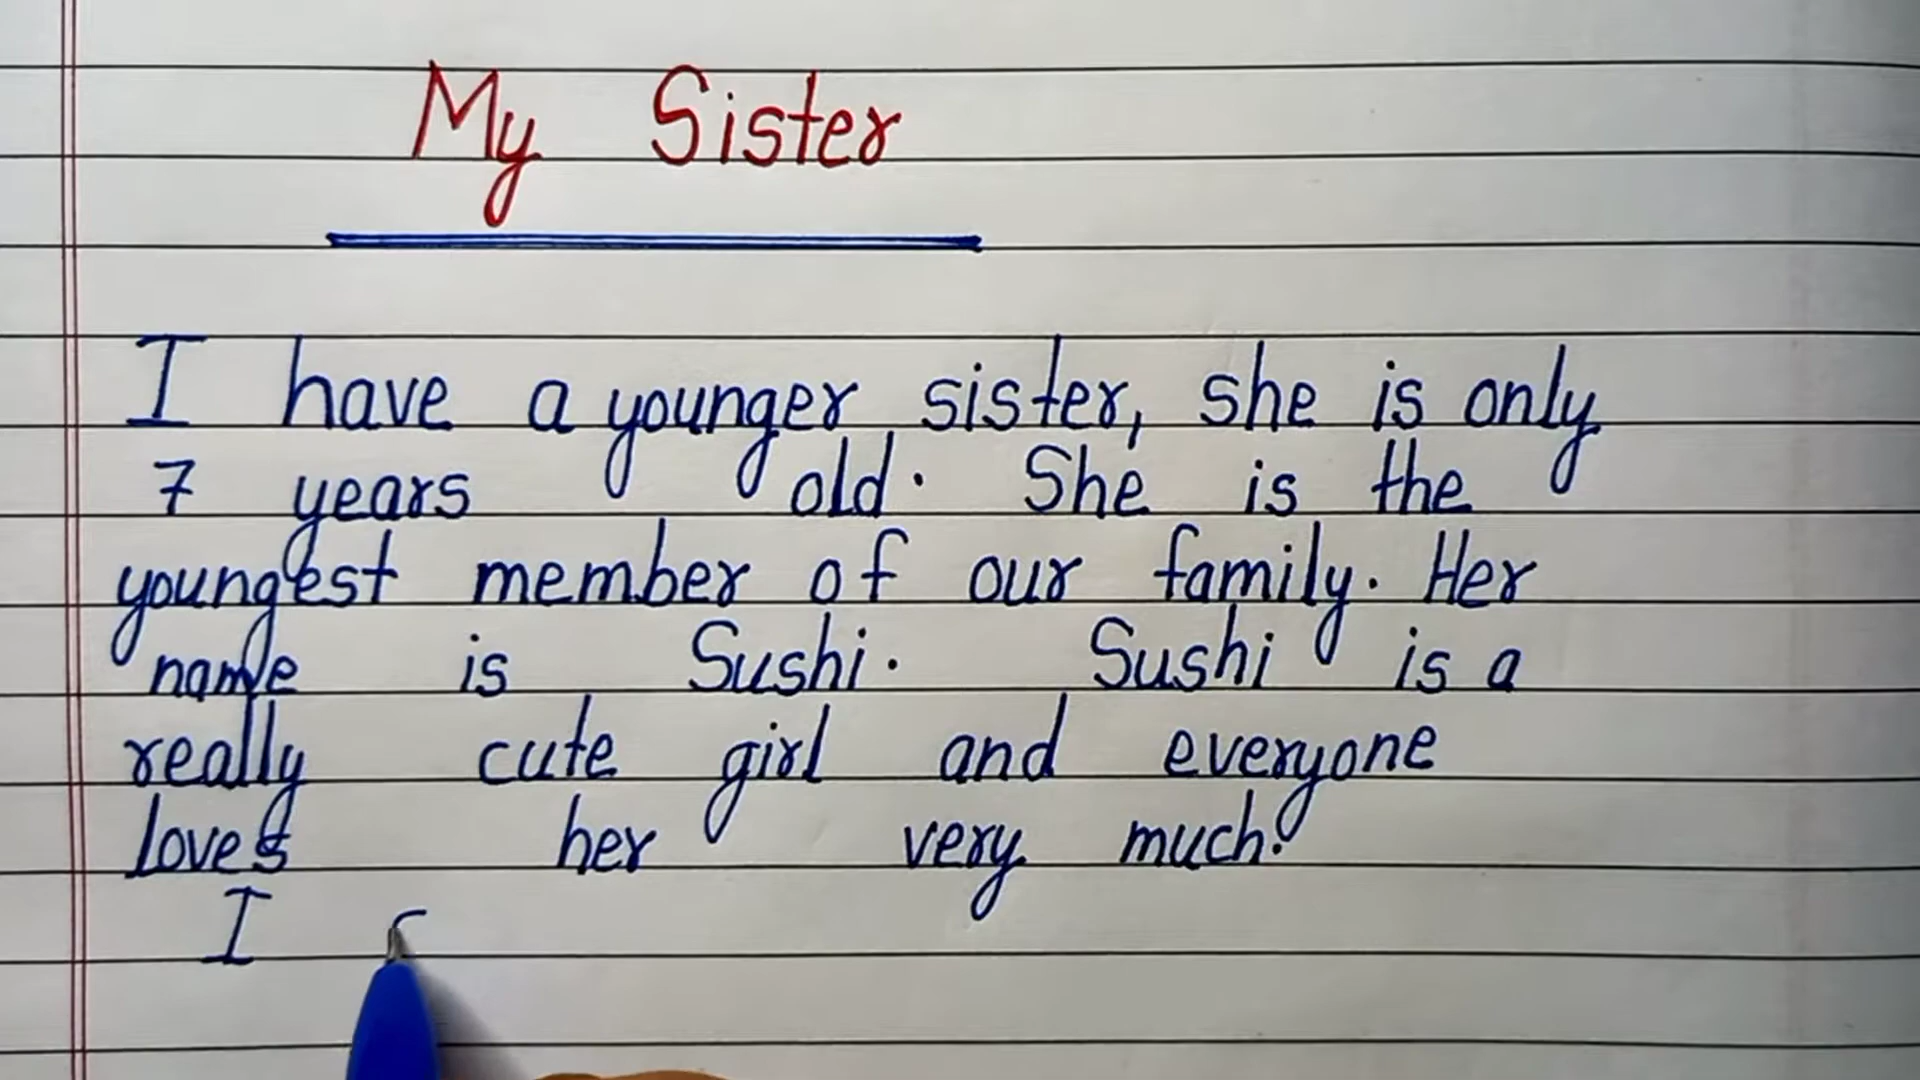 My Sister
I have a younger sister, she is only
7 years old. She is the
youngest member of our family. Her
name is Sushi. Sushi is a
really cute girl and everyone
loves her very much.
I